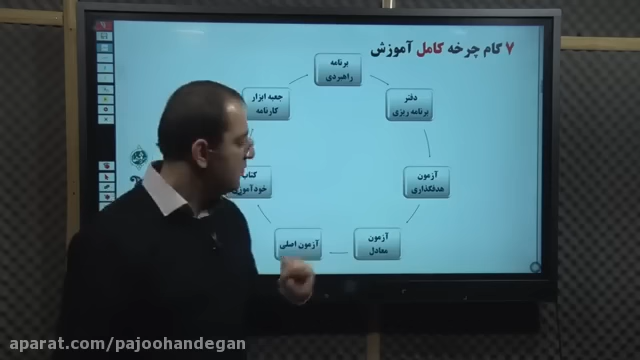 ۷ گام چرخه کامل آموزش
برنامه
راهبردی
دفتر
برنامه ریزی
آزمون
هدفگذاری
آزمون
معادل
آزمون اصلی
کتاب
خودآموزی
جعبه ابزار
کارنامه
aparat.com/pajoohandegan